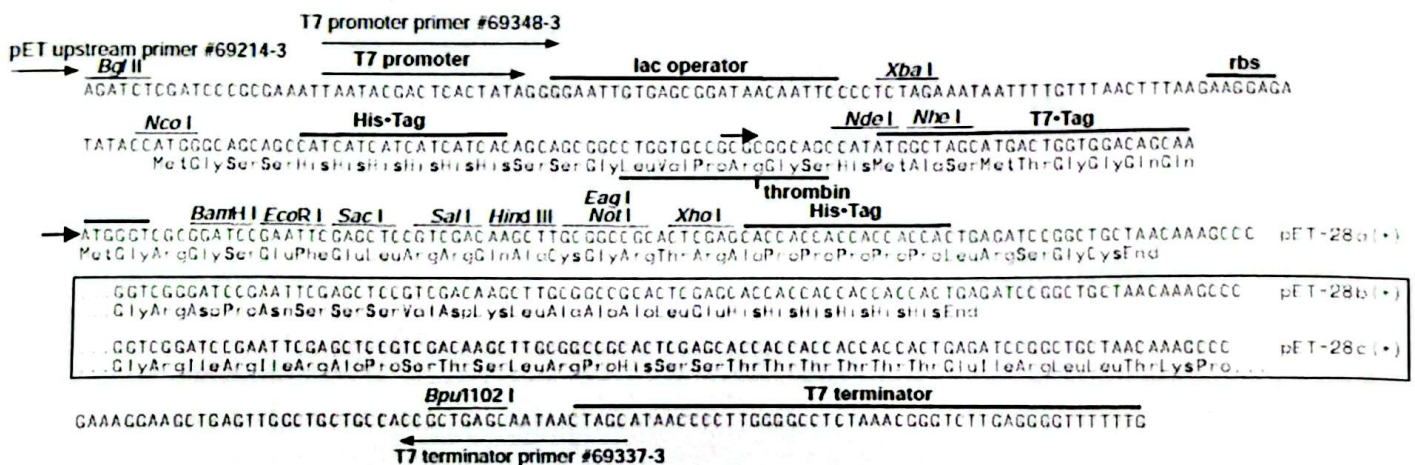 T7 promoter primer #69348-3
pET upstream primer #69214-3
Bgl II T7 promoter lac operator Xba I rbs
AGATCTCGATCCCGCGAAATTAATACGACTCACTATAGGGGAATTGTGAGCGGATAACAATTCCCCTCTAGAAATAATTTTGTTTAACTTTAAGAAGGAGA
Nco I His•Tag Nde I Nhe I T7•Tag
TATACCATGGGCAGCAGCCATCATCATCATCATCACAGCAGCGGCCTGGTGCCGCGCGGCAGCCATATGGCTAGCATGACTGGTGGACAGCAA
MetGlySerSerHisHisHisHisHisHisSerSerGlyLeuValProArgGlySerHisMetAlaSerMetThrGlyGlyGlnGln
thrombin
Eag I
BamH I EcoR I Sac I Sal I Hind III Not I Xho I His•Tag
ATGGGTCGCGGATCCGAATTCGAGCTCCGTCGACAAGCTTGCGGCCGCACTCGAGCACCACCACCACCACCACTGAGATCCGGCTGCTAACAAAGCCC pET-28a(+)
MetGlyArgGlySerGluPheGluLeuArgArgGlnAlaCysGlyArgThrArgAlaProProProProProLeuArgSerGlyCysEnd
...GGTCGGGATCCGAATTCGAGCTCCGTCGACAAGCTTGCGGCCGCACTCGAGCACCACCACCACCACCACTGAGATCCGGCTGCTAACAAAGCCC pET-28b(+)
...GlyArgAspProAsnSerSerSerValAspLysLeuAlaAlaAlaLeuGluHisHisHisHisHisHisEnd
...GGTCGGATCCGAATTCGAGCTCCGTCGACAAGCTTGCGGCCGCACTCGAGCACCACCACCACCACCACTGAGATCCGGCTGCTAACAAAGCCC pET-28c(+)
...GlyArgIleArgIleArgAlaProSerThrSerLeuArgProHisSerSerThrThrThrThrThrThrGluIleArgLeuLeuThrLysPro...
Bpu1102 I T7 terminator
GAAAGGAAGCTGAGTTGGCTGCTGCCACCGCTGAGCAATAACTAGCATAACCCCTTGGGGCCTCTAAACGGGTCTTGAGGGGTTTTTTG
T7 terminator primer #69337-3